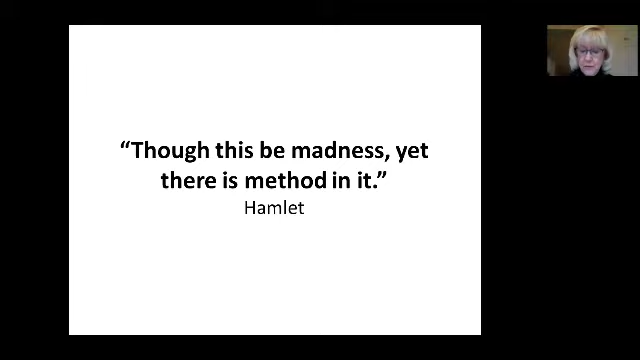 “Though this be madness, yet
there is method in it.”
Hamlet